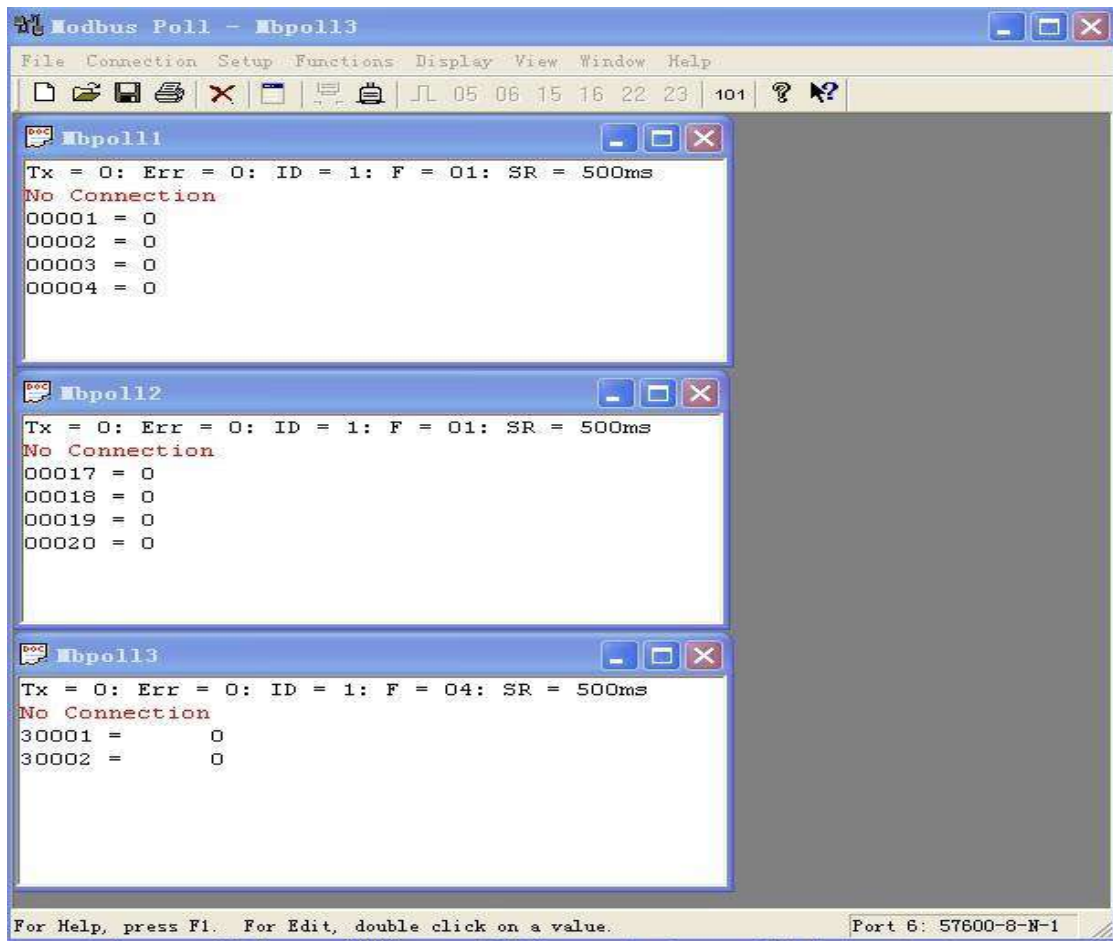 Modbus Poll - Mbpoll3
File Connection Setup Functions Display View Window Help
05 06 15 16 22 23 101
Mbpoll1
Tx = 0: Err = 0: ID = 1: F = 01: SR = 500ms
No Connection
00001 = 0
00002 = 0
00003 = 0
00004 = 0
Mbpoll2
Tx = 0: Err = 0: ID = 1: F = 01: SR = 500ms
No Connection
00017 = 0
00018 = 0
00019 = 0
00020 = 0
Mbpoll3
Tx = 0: Err = 0: ID = 1: F = 04: SR = 500ms
No Connection
30001 = 0
30002 = 0
For Help, press F1. For Edit, double click on a value. Port 6: 57600-8-N-1